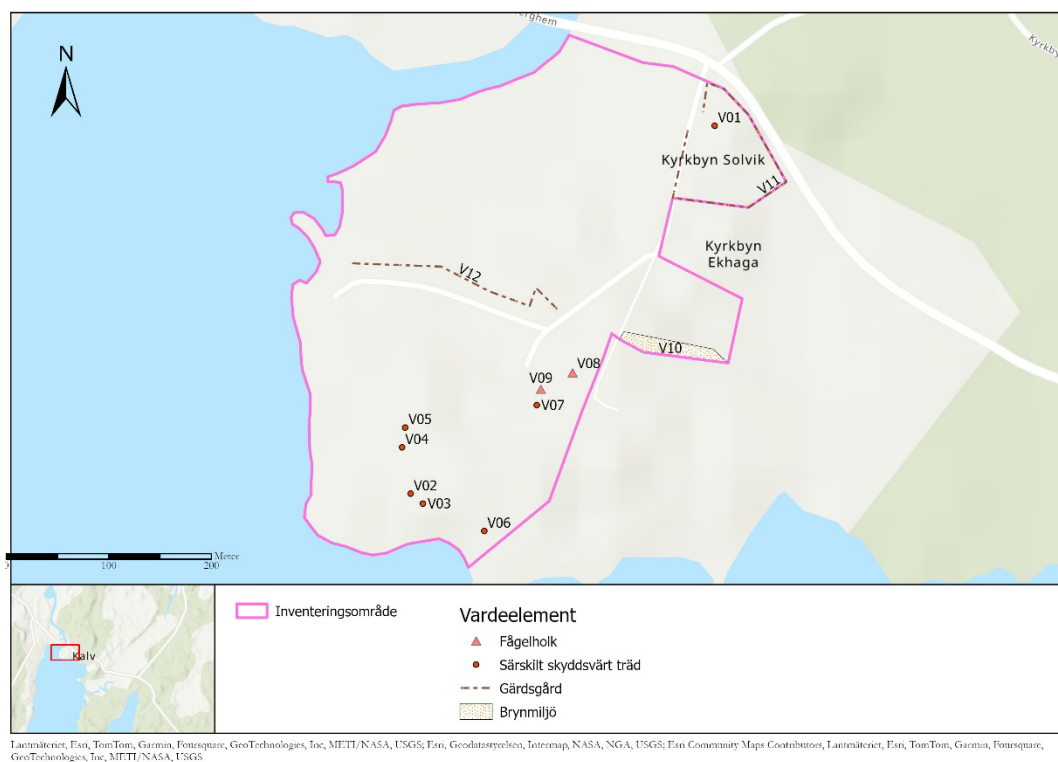 N
V01
Kyrkbyn Solvik
V11
Kyrkbyn
Ekhaga
V12
V10
V08
V09
V07
V05
V04
V02
V03
V06
0 100 200 Meter
Kalv
Inventeringsområde
Vardeelement
Fågelholk
Särskilt skyddsvärt träd
Gärdsgård
Brynmiljö
Lantmäteriet, Esri, TomTom, Garmin, Foursquare, GeoTechnologies, Inc, METI/NASA, USGS; Esri, Geodatastyrelsen, Intermap, NASA, NGA, USGS; Esri Community Maps Contributors, Lantmäteriet, Esri, TomTom, Garmin, Foursquare,
GeoTechnologies, Inc, METI/NASA, USGS